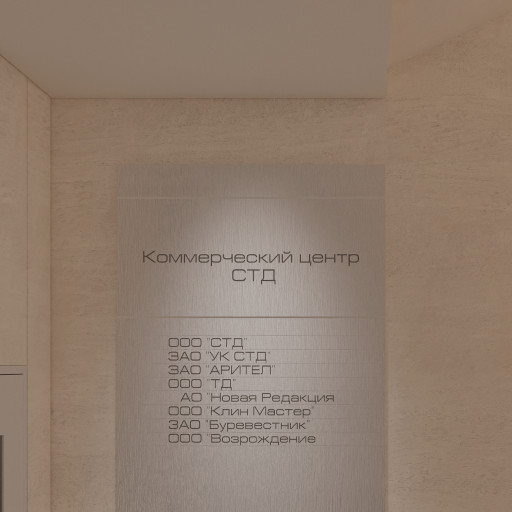 Коммерческий центр
СТД
ООО "СТД"
ЗАО "УК СТД"
ЗАО "АРИТЕЛ"
ООО "ТД"
АО "Новая Редакция
ООО "Клин Мастер"
ЗАО "Буревестник"
ООО "Возрождение